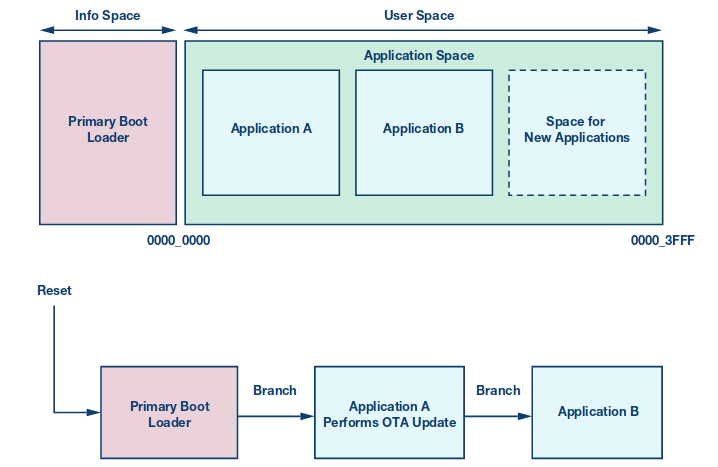 Info Space
User Space
Application Space
Primary Boot
Loader
Application A
Application B
Space for
New Applications
0000_0000
0000_3FFF
Reset
Primary Boot
Loader
Branch
Application A
Performs OTA Update
Branch
Application B